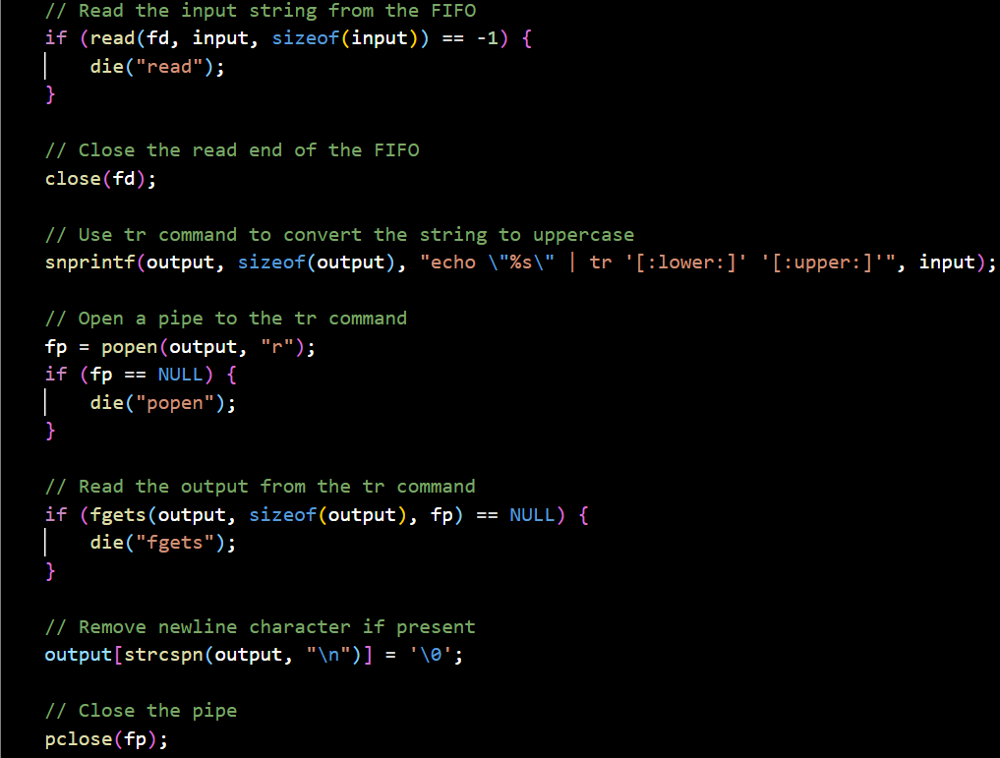 // Read the input string from the FIFO
if (read(fd, input, sizeof(input)) == -1) {
    die("read");
}

// Close the read end of the FIFO
close(fd);

// Use tr command to convert the string to uppercase
snprintf(output, sizeof(output), "echo \"%s\" | tr '[:lower:]' '[:upper:]'", input);

// Open a pipe to the tr command
fp = popen(output, "r");
if (fp == NULL) {
    die("popen");
}

// Read the output from the tr command
if (fgets(output, sizeof(output), fp) == NULL) {
    die("fgets");
}

// Remove newline character if present
output[strcspn(output, "\n")] = '\0';

// Close the pipe
pclose(fp);